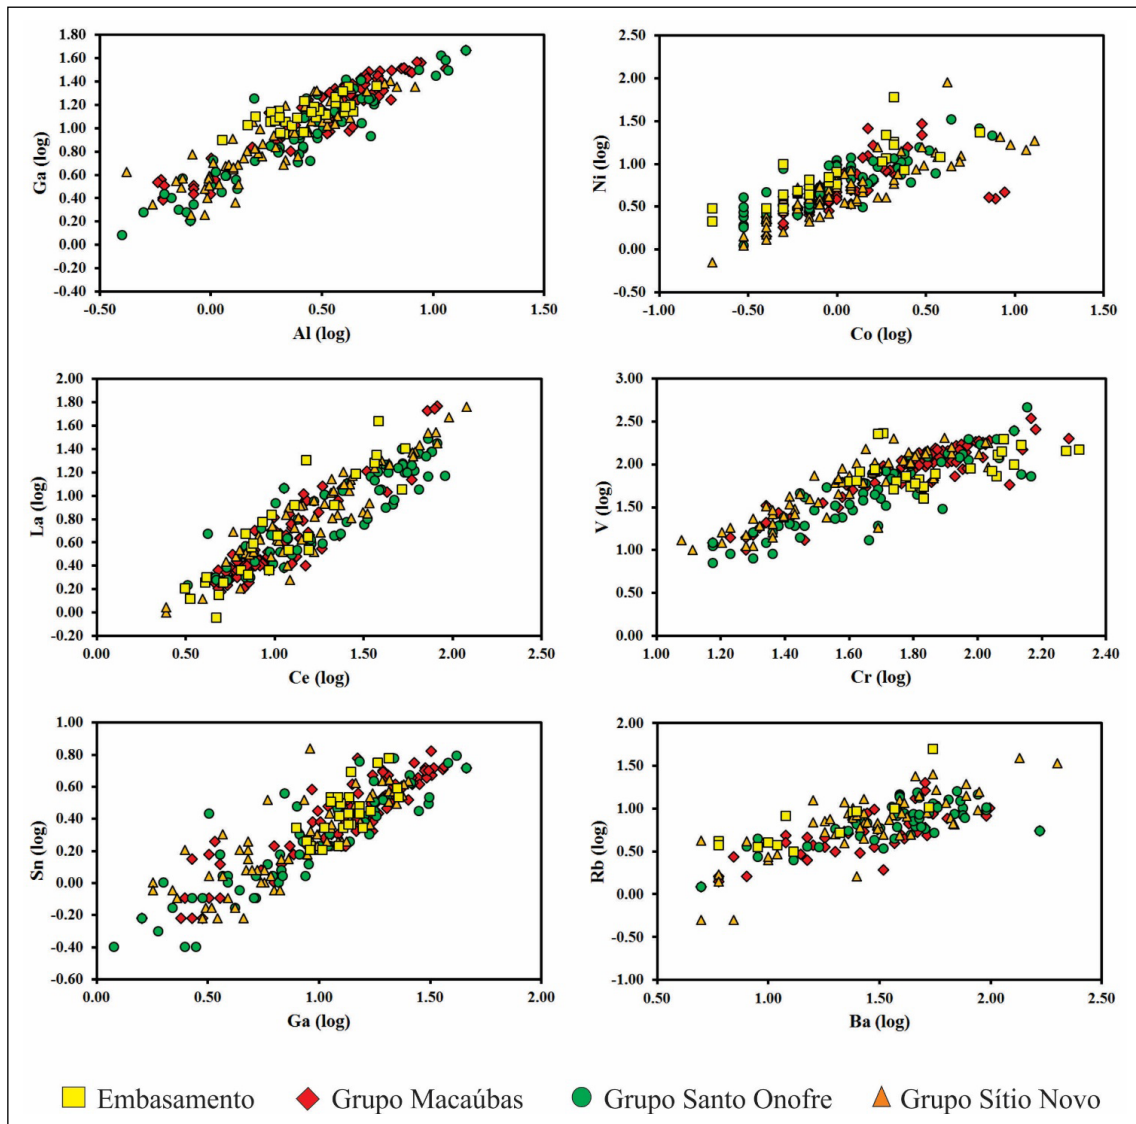 1.80
1.60
1.40
1.20
1.00
0.80
0.60
0.40
0.20
0.00
-0.20
-0.40
Ga (log)
-0.50 0.00 0.50 1.00 1.50
Al (log)
2.50
2.00
1.50
1.00
0.50
0.00
-0.50
Ni (log)
-1.00 -0.50 0.00 0.50 1.00 1.50
Co (log)
2.00
1.80
1.60
1.40
1.20
1.00
0.80
0.60
0.40
0.20
0.00
-0.20
La (log)
0.00 0.50 1.00 1.50 2.00 2.50
Ce (log)
3.00
2.50
2.00
1.50
1.00
0.50
0.00
V (log)
1.00 1.20 1.40 1.60 1.80 2.00 2.20 2.40
Cr (log)
1.00
0.80
0.60
0.40
0.20
0.00
-0.20
-0.40
-0.60
Sn (log)
0.00 0.50 1.00 1.50 2.00
Ga (log)
2.00
1.50
1.00
0.50
0.00
-0.50
-1.00
Rb (log)
0.50 1.00 1.50 2.00 2.50
Ba (log)
Embasamento Grupo Macaúbas Grupo Santo Onofre Grupo Sítio Novo